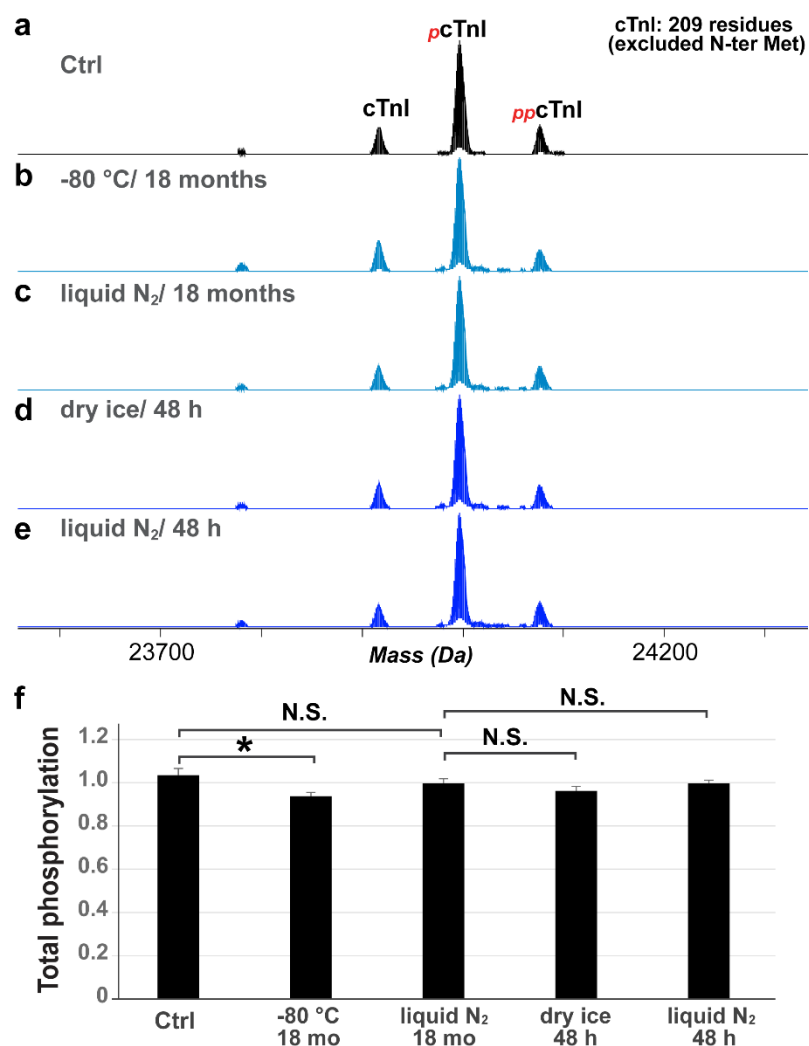 a
cTnI: 209 residues
(excluded N-ter Met)
Ctrl
cTnI
pcTnI
ppcTnI
b
-80 °C/ 18 months
c
liquid N₂/ 18 months
d
dry ice/ 48 h
e
liquid N₂/ 48 h
23700
Mass (Da)
24200
f
N.S.
N.S.
*
N.S.
Total phosphorylation
1.2
1.0
0.8
0.6
0.4
0.2
0
Ctrl
-80 °C
18 mo
liquid N₂
18 mo
dry ice
48 h
liquid N₂
48 h